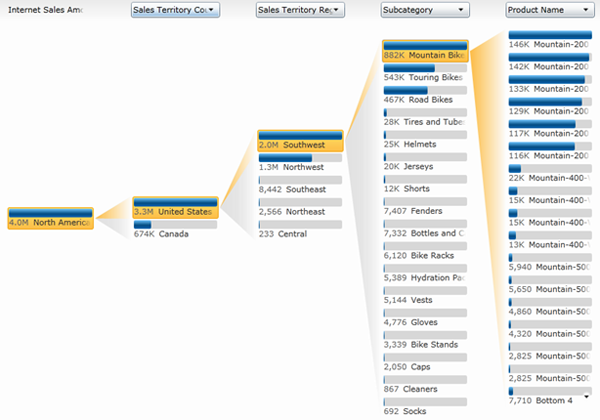 Internet Sales Am
Sales Territory Co
Sales Territory Re
Subcategory
Product Name
4.0M North America
3.3M United States
674K Canada
2.0M Southwest
1.3M Northwest
8,442 Southeast
2,566 Northeast
233 Central
882K Mountain Bike
543K Touring Bikes
467K Road Bikes
28K Tires and Tube
25K Helmets
20K Jerseys
12K Shorts
7,407 Fenders
7,332 Bottles and C
6,120 Bike Racks
5,389 Hydration Pa
5,144 Vests
4,776 Gloves
3,339 Bike Stands
2,050 Caps
867 Cleaners
692 Socks
146K Mountain-200
142K Mountain-200
133K Mountain-200
129K Mountain-200
117K Mountain-200
116K Mountain-200
22K Mountain-400-
15K Mountain-400-
15K Mountain-400-
13K Mountain-400-
5,940 Mountain-500
5,650 Mountain-500
4,860 Mountain-500
4,320 Mountain-500
2,825 Mountain-500
2,825 Mountain-500
7,710 Bottom 4